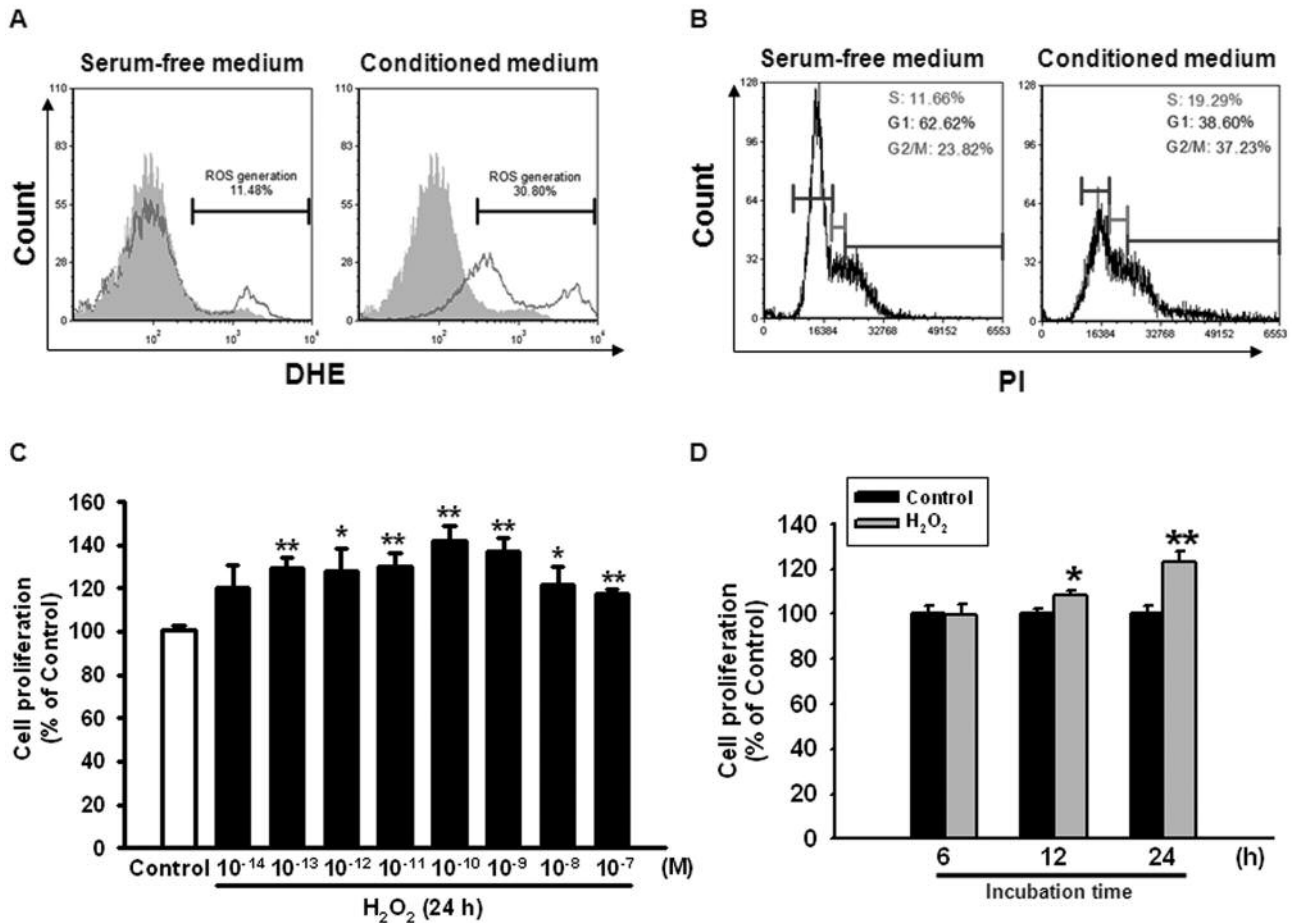 A
Serum-free medium
Conditioned medium
110
83
55
28
0
ROS generation
11.48%
10²
10³
10⁴
110
83
55
28
0
ROS generation
30.80%
10²
10³
10⁴
Count
DHE
B
Serum-free medium
Conditioned medium
128
96
64
32
0
S: 11.66%
G1: 62.62%
G2/M: 23.82%
0 16384 32768 49152 6553
128
96
64
32
0
S: 19.29%
G1: 38.60%
G2/M: 37.23%
0 16384 32768 49152 6553
Count
PI
C
Cell proliferation
(% of Control)
160
140
120
100
80
60
40
20
0
** * ** ** ** * **
Control 10⁻¹⁴ 10⁻¹³ 10⁻¹² 10⁻¹¹ 10⁻¹⁰ 10⁻⁹ 10⁻⁸ 10⁻⁷ (M)
H₂O₂ (24 h)
D
Control
H₂O₂
Cell proliferation
(% of Control)
140
120
100
80
60
40
20
0
* **
6 12 24 (h)
Incubation time